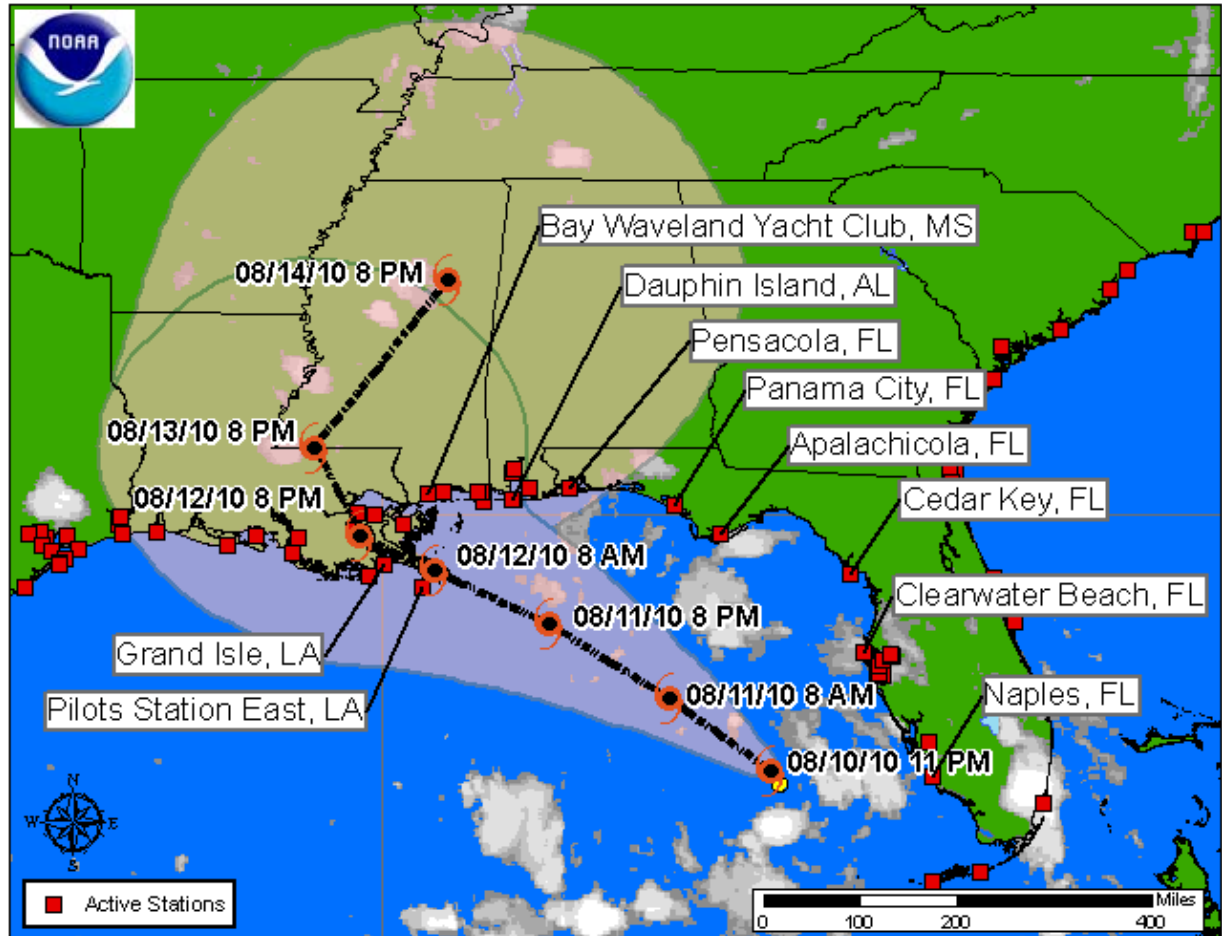 NOAA
Bay Waveland Yacht Club, MS
08/14/10 8 PM
Dauphin Island, AL
Pensacola, FL
Panama City, FL
08/13/10 8 PM
Apalachicola, FL
08/12/10 8 PM
Cedar Key, FL
08/12/10 8 AM
Clearwater Beach, FL
08/11/10 8 PM
Grand Isle, LA
08/11/10 8 AM
Naples, FL
Pilots Station East, LA
08/10/10 11 PM
N
W E
S
Active Stations
Miles
0 100 200 400